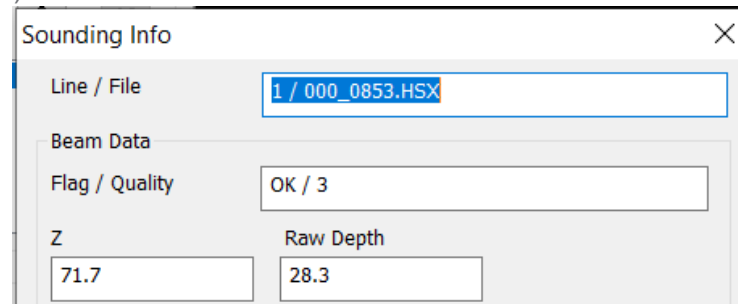 Sounding Info
Line / File 1 / 000_0853.HSX
Beam Data
Flag / Quality OK / 3
Z Raw Depth
71.7 28.3